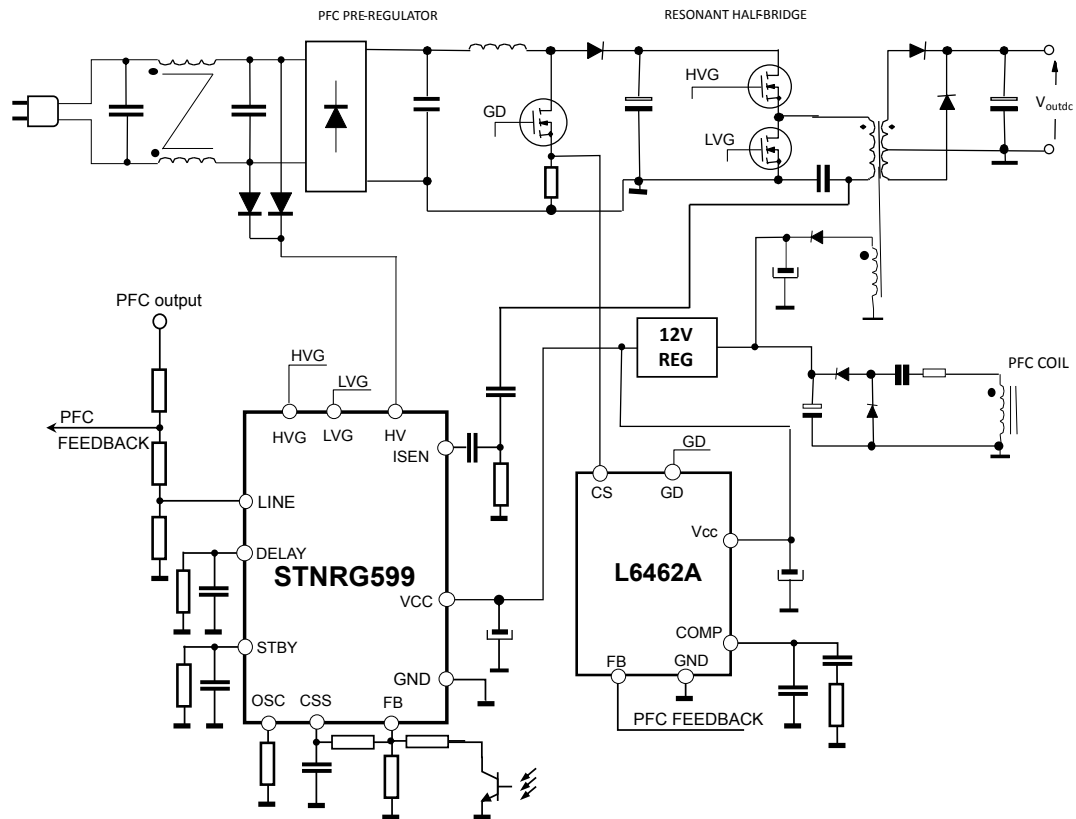 PFC PRE-REGULATOR
RESONANT HALF-BRIDGE
HVG
GD
LVG
Voutdc
PFC output
HVG
LVG
12V
REG
PFC COIL
PFC
FEEDBACK
HVG
LVG
HV
ISEN
GD
CS
GD
LINE
Vcc
DELAY
STNRG599
L6462A
VCC
COMP
STBY
FB
GND
GND
OSC
CSS
FB
PFC FEEDBACK